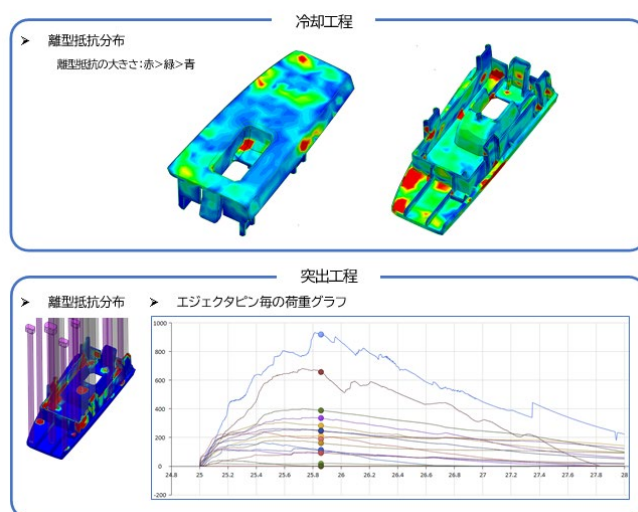 冷却工程
➤ 離型抵抗分布
離型抵抗の大きさ:赤>緑>青
突出工程
➤ 離型抵抗分布 ➤ エジェクタピン毎の荷重グラフ
1000
800
600
400
200
0
-200
24.8 25 25.2 25.4 25.6 25.8 26 26.2 26.4 26.6 26.8 27 27.2 27.4 27.6 27.8 28